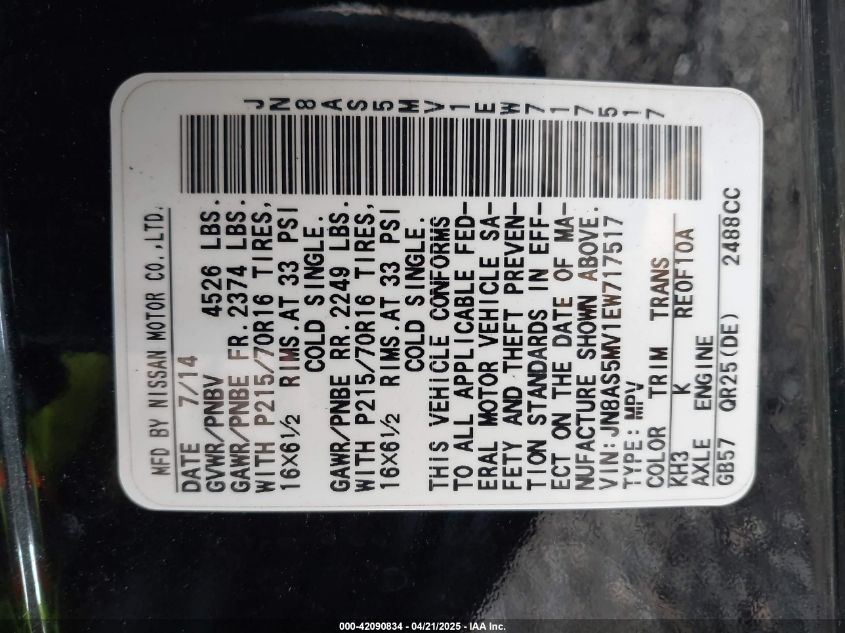 JN8AS5MV1EW717517
MFD BY NISSAN MOTOR CO.,LTD.
DATE 7/14
GVWR/PNBV 4526 LBS.
GAWR/PNBE FR. 2374 LBS.
WITH P215/70R16 TIRES,
16X6½ RIMS.AT 33 PSI
COLD SINGLE.
GAWR/PNBE RR. 2249 LBS.
WITH P215/70R16 TIRES,
16X6½ RIMS.AT 33 PSI
COLD SINGLE.
THIS VEHICLE CONFORMS
TO ALL APPLICABLE FED-
ERAL MOTOR VEHICLE SA-
FETY AND THEFT PREVEN-
TION STANDARDS IN EFF-
ECT ON THE DATE OF MA-
NUFACTURE SHOWN ABOVE.
VIN:JN8AS5MV1EW717517
TYPE:MPV
COLOR TRIM TRANS
KH3 K RE0F10A
AXLE ENGINE
GB57 QR25(DE) 2488CC
000-42090834 - 04/21/2025 - IAA Inc.